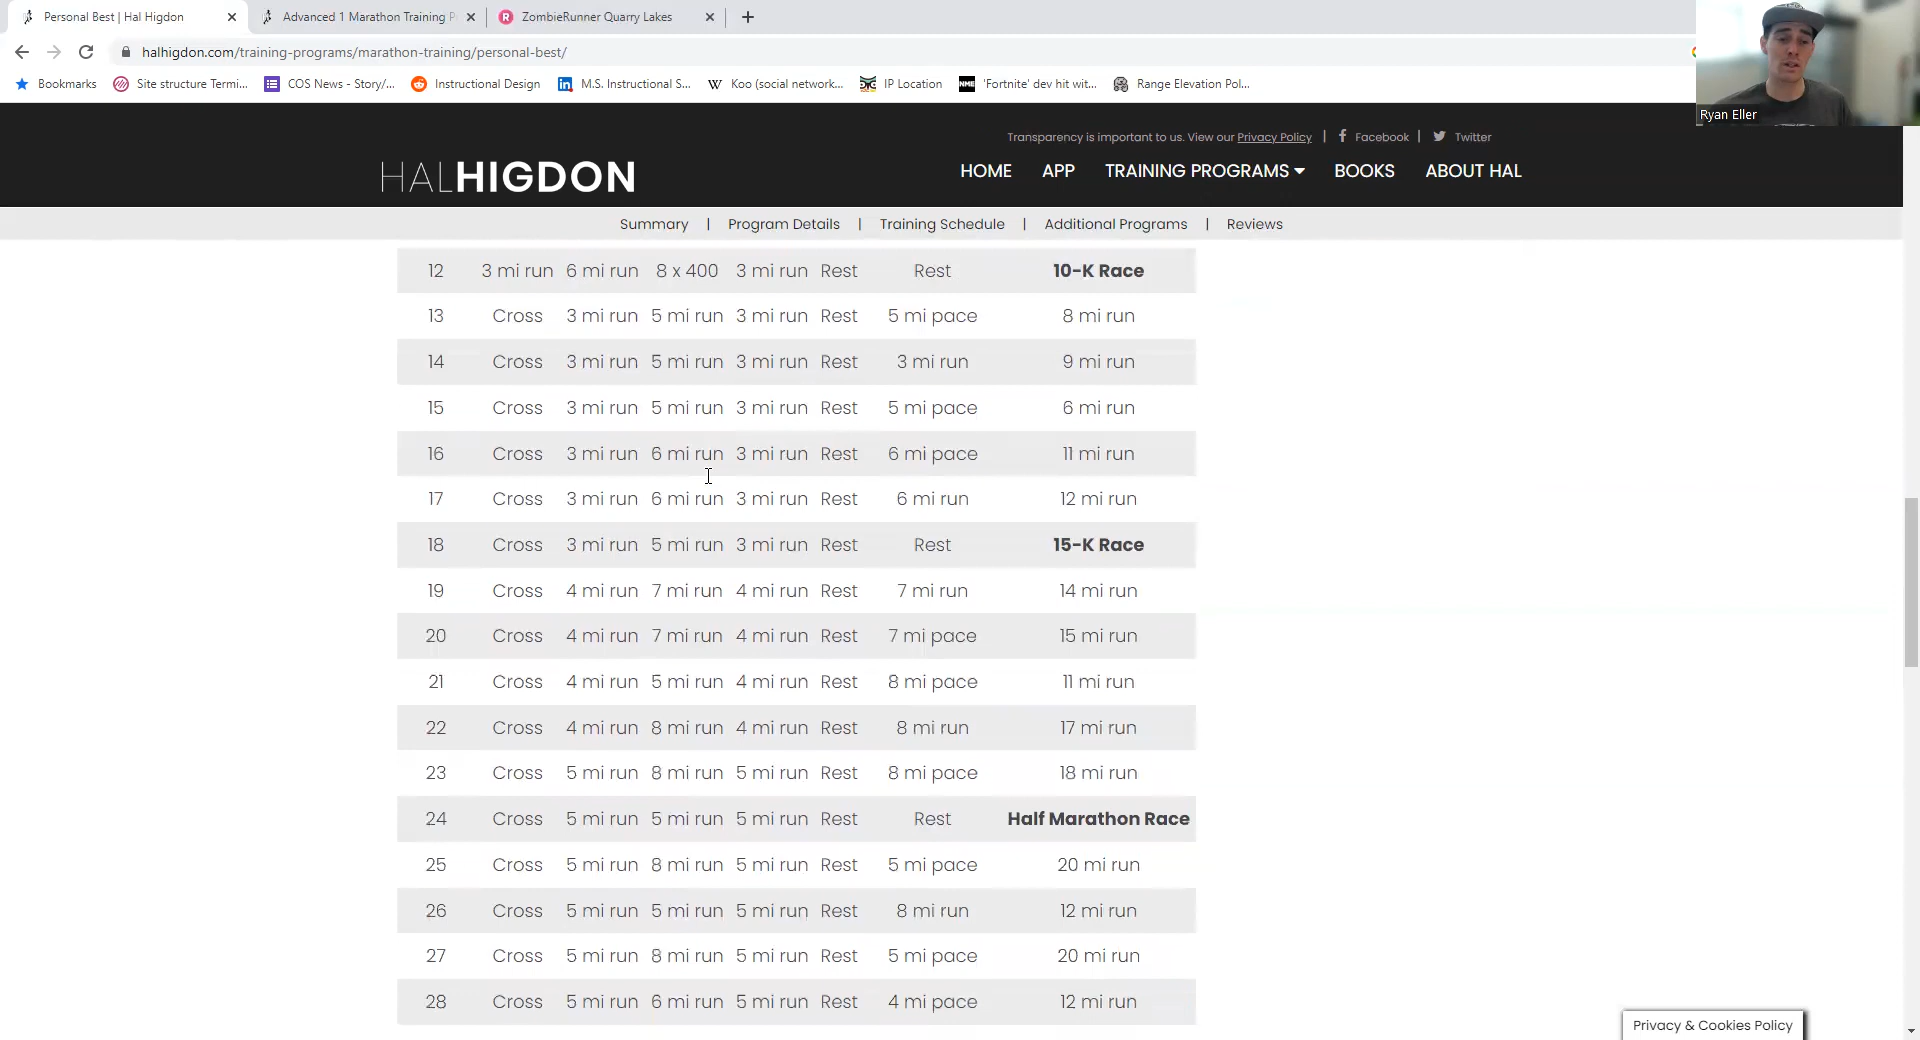 Personal Best | Hal Higdon
Advanced 1 Marathon Training P
ZombieRunner Quarry Lakes
halhigdon.com/training-programs/marathon-training/personal-best/
Bookmarks Site structure Termi... COS News - Story/... Instructional Design M.S. Instructional S... Koo (social network... IP Location 'Fortnite' dev hit wit... Range Elevation Pol...
Ryan Eller
Transparency is important to us. View our Privacy Policy | Facebook | Twitter
HALHIGDON
HOME APP TRAINING PROGRAMS BOOKS ABOUT HAL
Summary | Program Details | Training Schedule | Additional Programs | Reviews
12 3 mi run 6 mi run 8 x 400 3 mi run Rest Rest 10-K Race
13 Cross 3 mi run 5 mi run 3 mi run Rest 5 mi pace 8 mi run
14 Cross 3 mi run 5 mi run 3 mi run Rest 3 mi run 9 mi run
15 Cross 3 mi run 5 mi run 3 mi run Rest 5 mi pace 6 mi run
16 Cross 3 mi run 6 mi run 3 mi run Rest 6 mi pace 11 mi run
17 Cross 3 mi run 6 mi run 3 mi run Rest 6 mi run 12 mi run
18 Cross 3 mi run 5 mi run 3 mi run Rest Rest 15-K Race
19 Cross 4 mi run 7 mi run 4 mi run Rest 7 mi run 14 mi run
20 Cross 4 mi run 7 mi run 4 mi run Rest 7 mi pace 15 mi run
21 Cross 4 mi run 5 mi run 4 mi run Rest 8 mi pace 11 mi run
22 Cross 4 mi run 8 mi run 4 mi run Rest 8 mi run 17 mi run
23 Cross 5 mi run 8 mi run 5 mi run Rest 8 mi pace 18 mi run
24 Cross 5 mi run 5 mi run 5 mi run Rest Rest Half Marathon Race
25 Cross 5 mi run 8 mi run 5 mi run Rest 5 mi pace 20 mi run
26 Cross 5 mi run 5 mi run 5 mi run Rest 8 mi run 12 mi run
27 Cross 5 mi run 8 mi run 5 mi run Rest 5 mi pace 20 mi run
28 Cross 5 mi run 6 mi run 5 mi run Rest 4 mi pace 12 mi run
Privacy & Cookies Policy